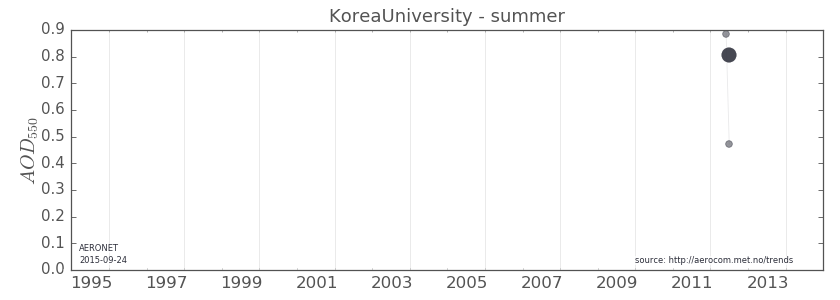 KoreaUniversity - summer
0.9
0.8
0.7
0.6
0.5
0.4
0.3
0.2
0.1
0.0
AOD550
AERONET
2015-09-24
source: http://aerocom.met.no/trends
1995 1997 1999 2001 2003 2005 2007 2009 2011 2013